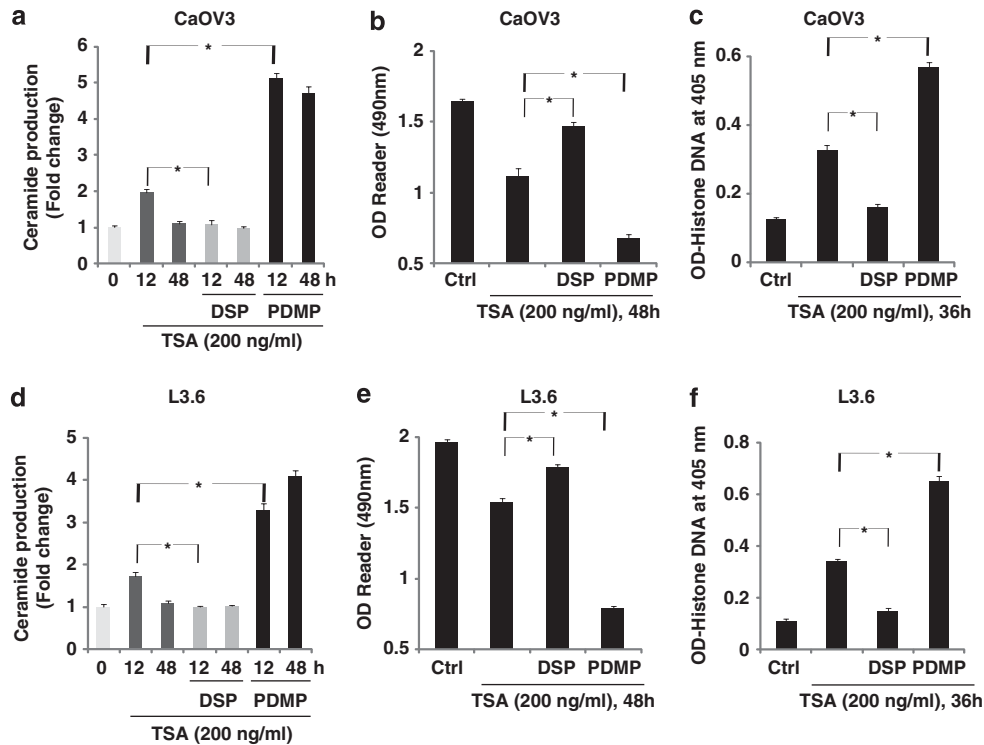 a
CaOV3
Ceramide production
(Fold change)
6
5
4
3
2
1
0
*
*
0 12 48 12 48 12 48 h
DSP PDMP
TSA (200 ng/ml)
b
CaOV3
OD Reader (490nm)
2
1.5
1
0.5
*
*
Ctrl DSP PDMP
TSA (200 ng/ml), 48h
c
CaOV3
OD-Histone DNA at 405 nm
0.6
0.4
0.2
0
*
*
Ctrl DSP PDMP
TSA (200 ng/ml), 36h
d
L3.6
Ceramide production
(Fold change)
5
4
3
2
1
0
*
*
0 12 48 12 48 12 48 h
DSP PDMP
TSA (200 ng/ml)
e
L3.6
OD Reader (490nm)
2
1.5
1
0.5
*
*
Ctrl DSP PDMP
TSA (200 ng/ml), 48h
f
L3.6
OD-Histone DNA at 405 nm
0.8
0.6
0.4
0.2
0
*
*
Ctrl DSP PDMP
TSA (200 ng/ml), 36h